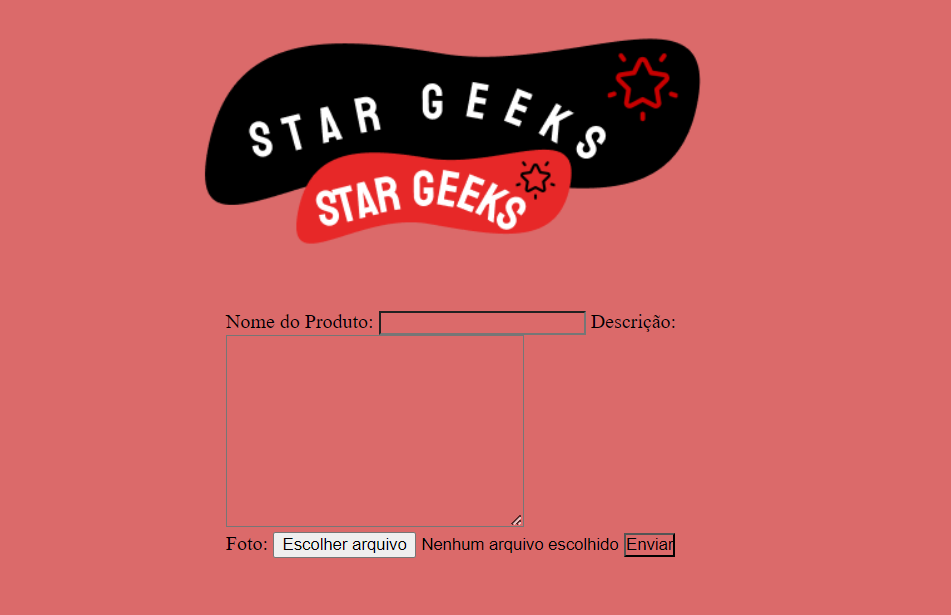 STAR GEEKS
STAR GEEKS
Nome do Produto: Descrição:
Foto: Escolher arquivo Nenhum arquivo escolhido Enviar